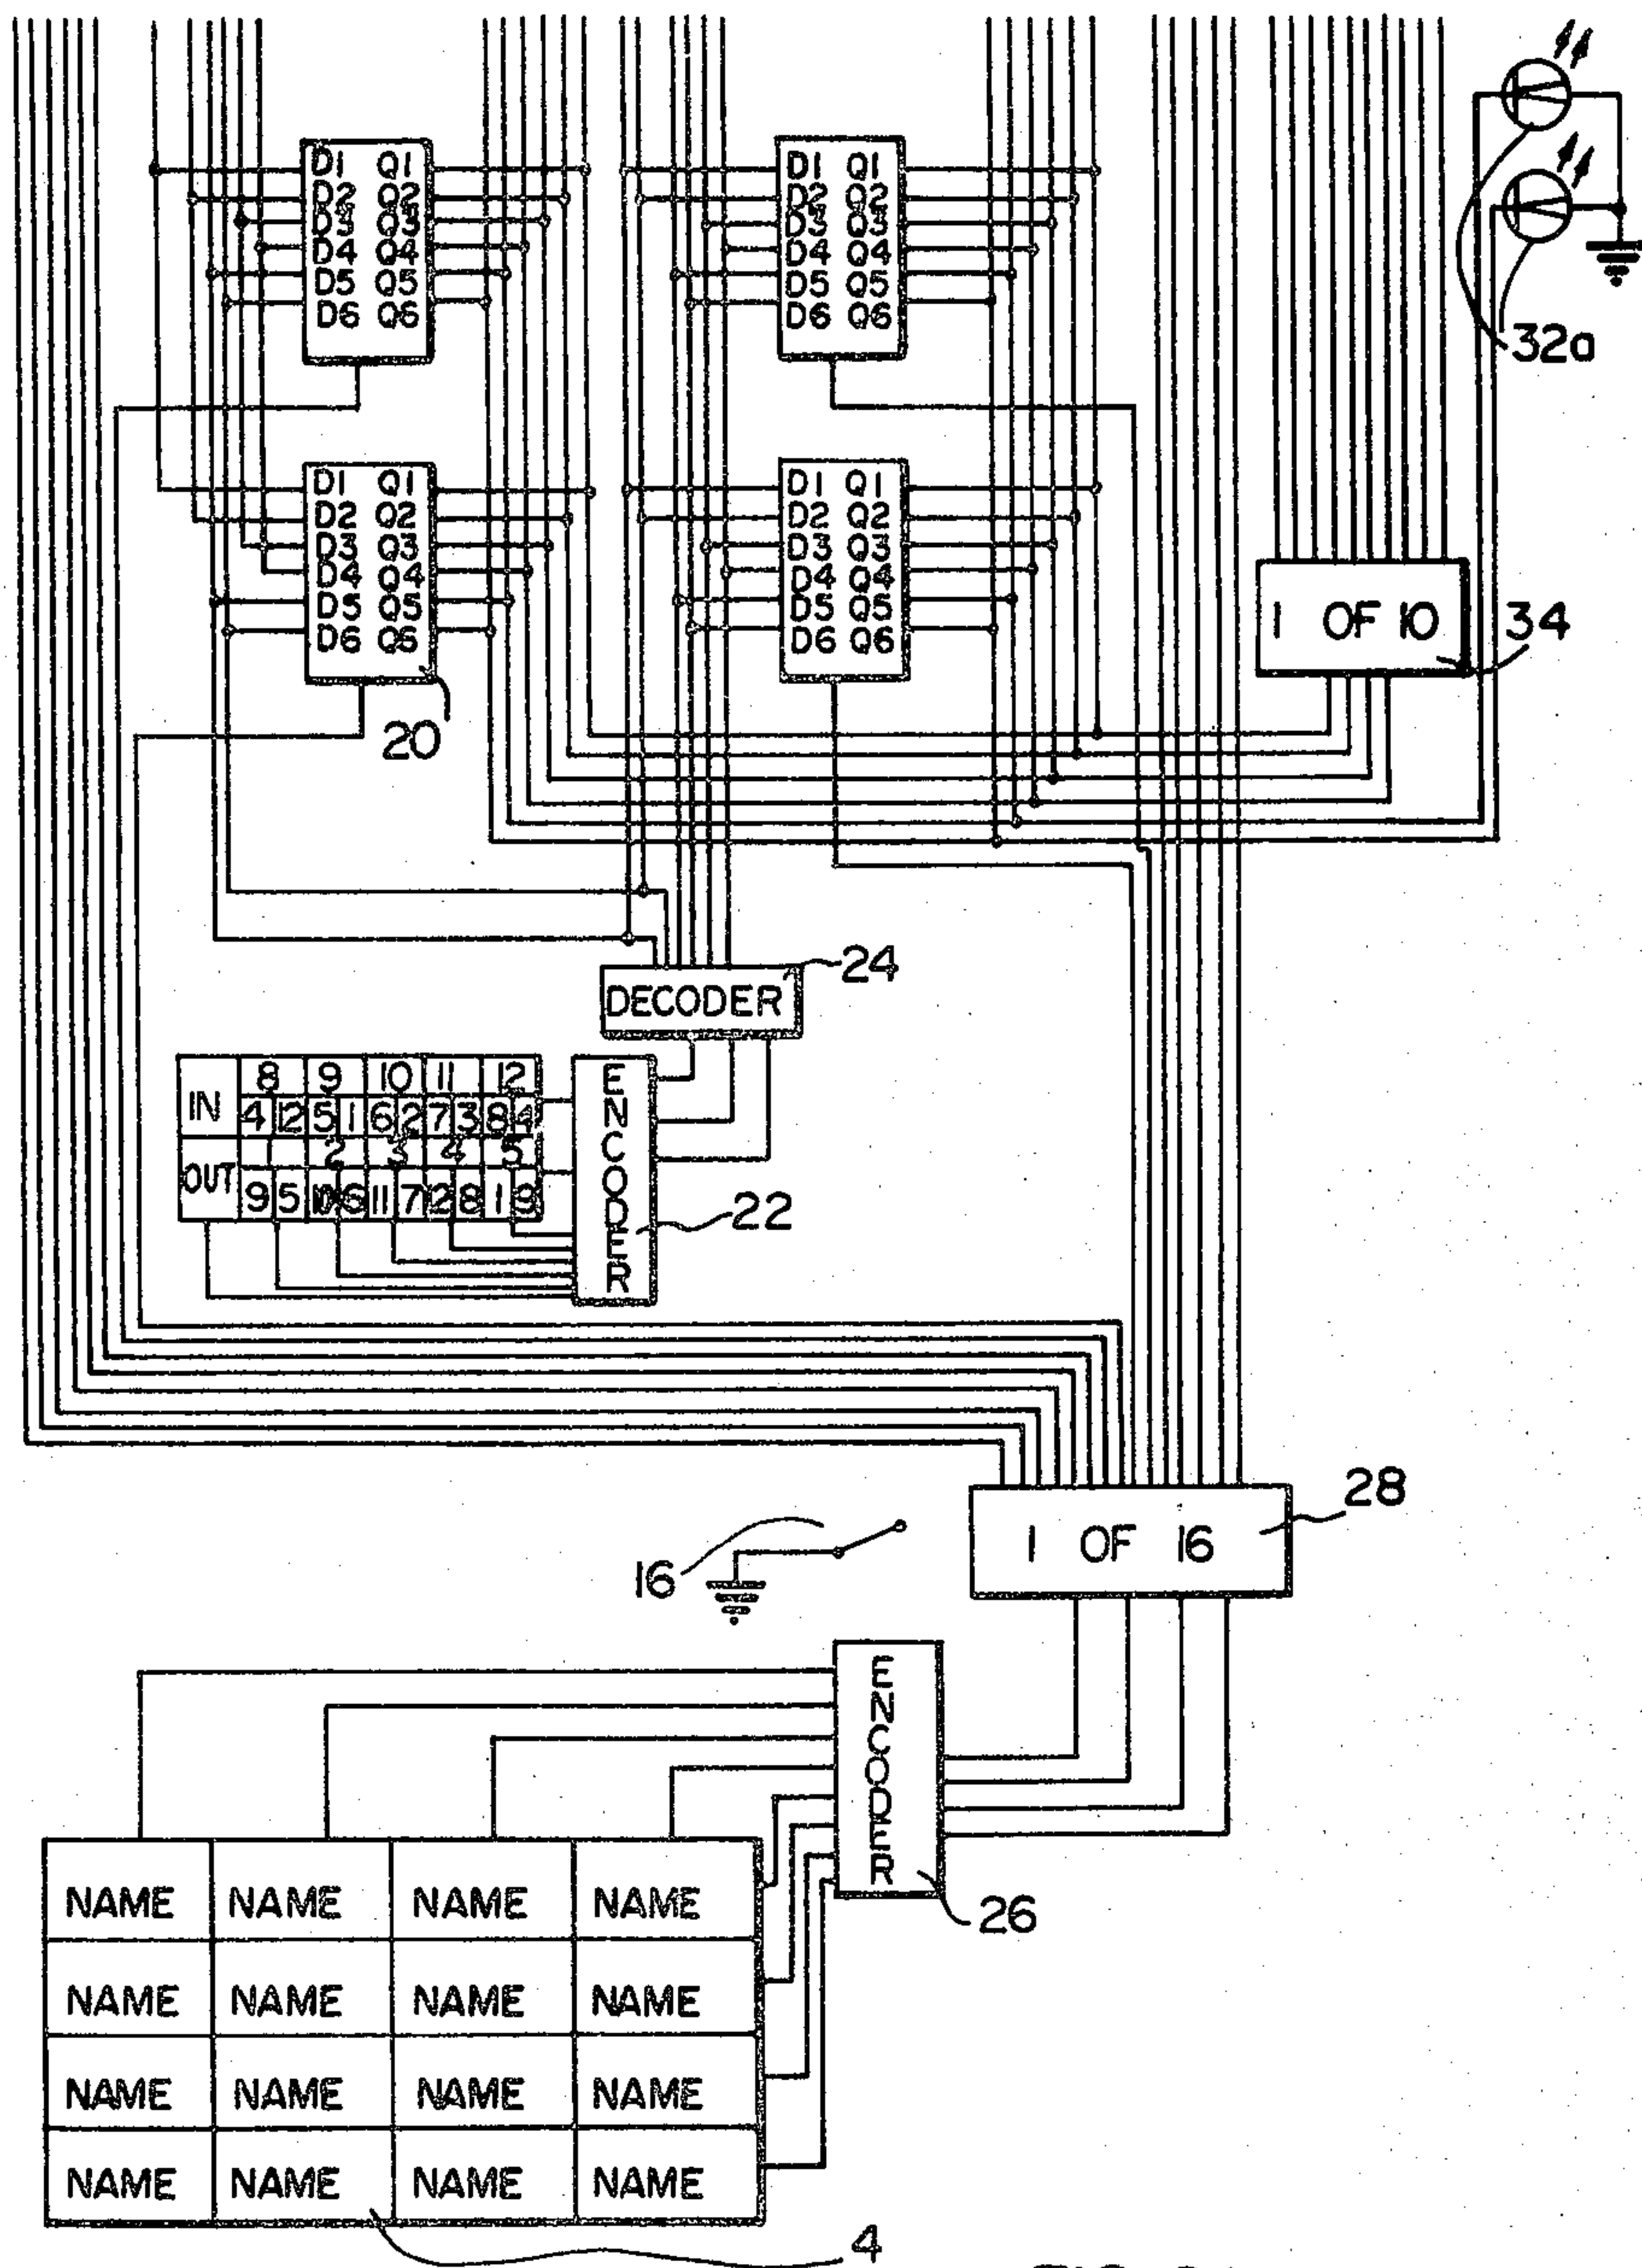 D1 Q1
D2 Q2
D3 Q3
D4 Q4
D5 Q5
D6 Q6
D1 Q1
D2 Q2
D3 Q3
D4 Q4
D5 Q5
D6 Q6
32a
D1 Q1
D2 Q2
D3 Q3
D4 Q4
D5 Q5
D6 Q6
D1 Q1
D2 Q2
D3 Q3
D4 Q4
D5 Q5
D6 Q6
1 OF 10
34
20
24
DECODER
IN
8 9 10 11 12
4 12 5 1 6 2 7 3 8 4
OUT
1 2 3 4 5
9 5 10 6 11 7 12 8 1 9
ENCODER
22
28
1 OF 16
16
ENCODER
26
NAME NAME NAME NAME
NAME NAME NAME NAME
NAME NAME NAME NAME
NAME NAME NAME NAME
4